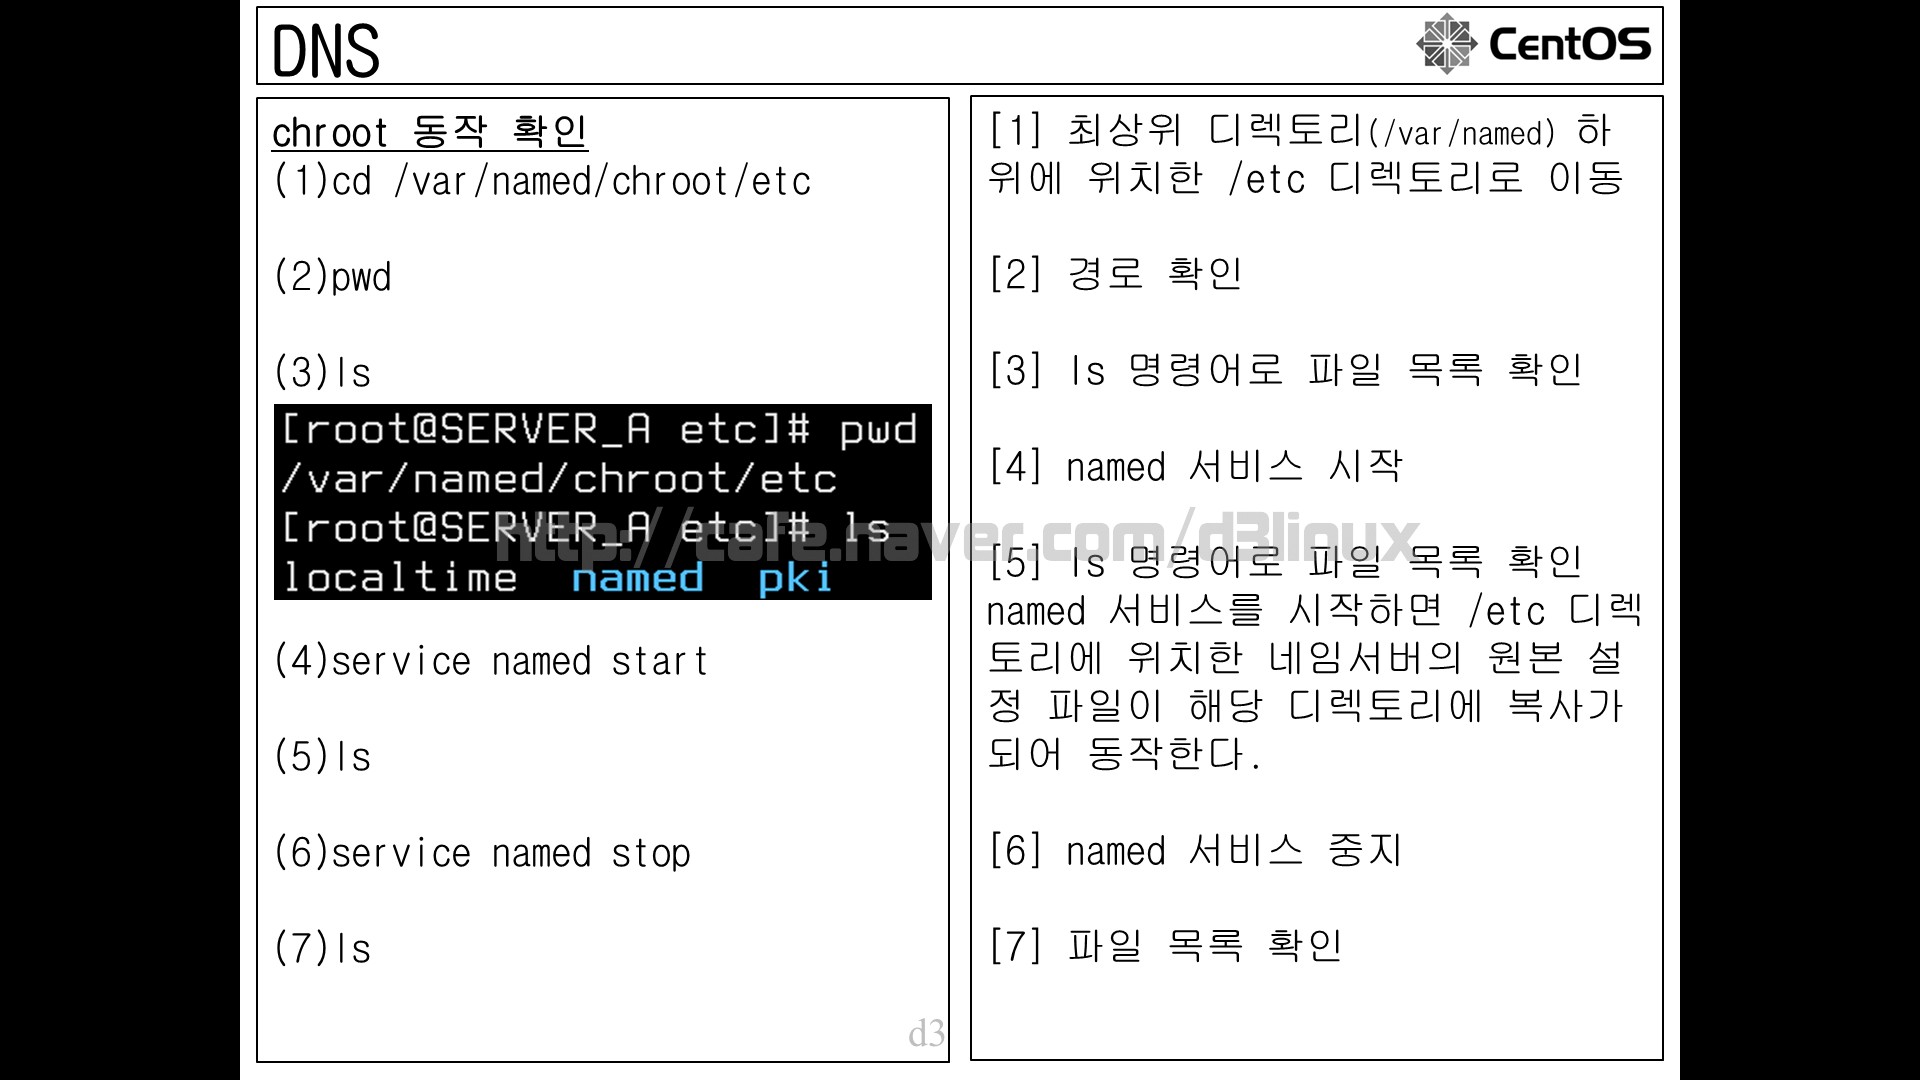 DNS
CentOS
chroot 동작 확인
(1)cd /var/named/chroot/etc
(2)pwd
(3)ls
[root@SERVER_A etc]# pwd
/var/named/chroot/etc
[root@SERVER_A etc]# ls
localtime named pki
(4)service named start
(5)ls
(6)service named stop
(7)ls
d3
[1] 최상위 디렉토리(/var/named) 하
위에 위치한 /etc 디렉토리로 이동
[2] 경로 확인
[3] ls 명령어로 파일 목록 확인
[4] named 서비스 시작
[5] ls 명령어로 파일 목록 확인
named 서비스를 시작하면 /etc 디렉
토리에 위치한 네임서버의 원본 설
정 파일이 해당 디렉토리에 복사가
되어 동작한다.
[6] named 서비스 중지
[7] 파일 목록 확인
http://cafe.naver.com/d3linux